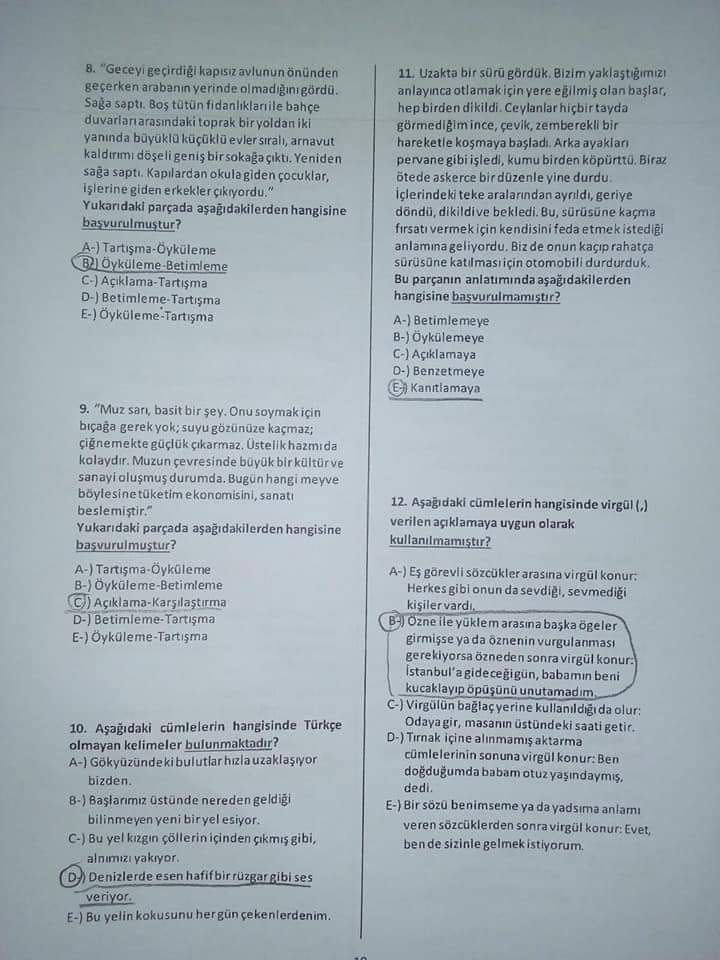 8. "Geceyi geçirdiği kapısız avlunun önünden
geçerken arabanın yerinde olmadığını gördü.
Sağa saptı. Boş tütün fidanlıkları ile bahçe
duvarları arasındaki toprak bir yoldan iki
yanında büyüklü küçüklü evler sıralı, arnavut
kaldırımı döşeli geniş bir sokağa çıktı. Yeniden
sağa saptı. Kapılardan okula giden çocuklar,
işlerine giden erkekler çıkıyordu."
Yukarıdaki parçada aşağıdakilerden hangisine
başvurulmuştur?
A-) Tartışma-Öyküleme
B-) Öyküleme-Betimleme
C-) Açıklama-Tartışma
D-) Betimleme-Tartışma
E-) Öyküleme-Tartışma
9. "Muz sarı, basit bir şey. Onu soymak için
bıçağa gerek yok; suyu gözünüze kaçmaz;
çiğnemekte güçlük çıkarmaz. Üstelik hazmı da
kolaydır. Muzun çevresinde büyük bir kültür ve
sanayi oluşmuş durumda. Bugün hangi meyve
böylesine tüketim ekonomisini, sanatı
beslemiştir."
Yukarıdaki parçada aşağıdakilerden hangisine
başvurulmuştur?
A-) Tartışma-Öyküleme
B-) Öyküleme-Betimleme
C-) Açıklama-Karşılaştırma
D-) Betimleme-Tartışma
E-) Öyküleme-Tartışma
10. Aşağıdaki cümlelerin hangisinde Türkçe
olmayan kelimeler bulunmaktadır?
A-) Gökyüzündeki bulutlar hızla uzaklaşıyor
bizden.
B-) Başlarımız üstünde nereden geldiği
bilinmeyen yeni bir yel esiyor.
C-) Bu yel kızgın çöllerin içinden çıkmış gibi,
alnımızı yakıyor.
D-) Denizlerde esen hafif bir rüzgar gibi ses
veriyor.
E-) Bu yelin kokusunu her gün çekenlerdenim.
11. Uzakta bir sürü gördük. Bizim yaklaştığımızı
anlayınca otlamak için yere eğilmiş olan başlar,
hep birden dikildi. Ceylanlar hiçbir tayda
görmediğim ince, çevik, zemberekli bir
hareketle koşmaya başladı. Arka ayakları
pervane gibi işledi, kumu birden köpürttü. Biraz
ötede askerce bir düzenle yine durdu.
İçlerindeki teke aralarından ayrıldı, geriye
döndü, dikildi ve bekledi. Bu, sürüsüne kaçma
fırsatı vermek için kendisini feda etmek istediği
anlamına geliyordu. Biz de onun kaçıp rahatça
sürüsüne katılması için otomobili durdurduk.
Bu parçanın anlatımında aşağıdakilerden
hangisine başvurulmamıştır?
A-) Betimlemeye
B-) Öykülemeye
C-) Açıklamaya
D-) Benzetmeye
E-) Kanıtlamaya
12. Aşağıdaki cümlelerin hangisinde virgül (,)
verilen açıklamaya uygun olarak
kullanılmamıştır?
A-) Eş görevli sözcükler arasına virgül konur:
Herkes gibi onun da sevdiği, sevmediği
kişiler vardı.
B-) Özne ile yüklem arasına başka ögeler
girmişse ya da öznenin vurgulanması
gerekiyorsa özneden sonra virgül konur:
İstanbul'a gideceği gün, babamın beni
kucaklayıp öpüşünü unutamadım.
C-) Virgülün bağlaç yerine kullanıldığı da olur:
Odaya gir, masanın üstündeki saati getir.
D-) Tırnak içine alınmamış aktarma
cümlelerinin sonuna virgül konur: Ben
doğduğumda babam otuz yaşındaymış,
dedi.
E-) Bir sözü benimseme ya da yadsıma anlamı
veren sözcüklerden sonra virgül konur: Evet,
ben de sizinle gelmek istiyorum.